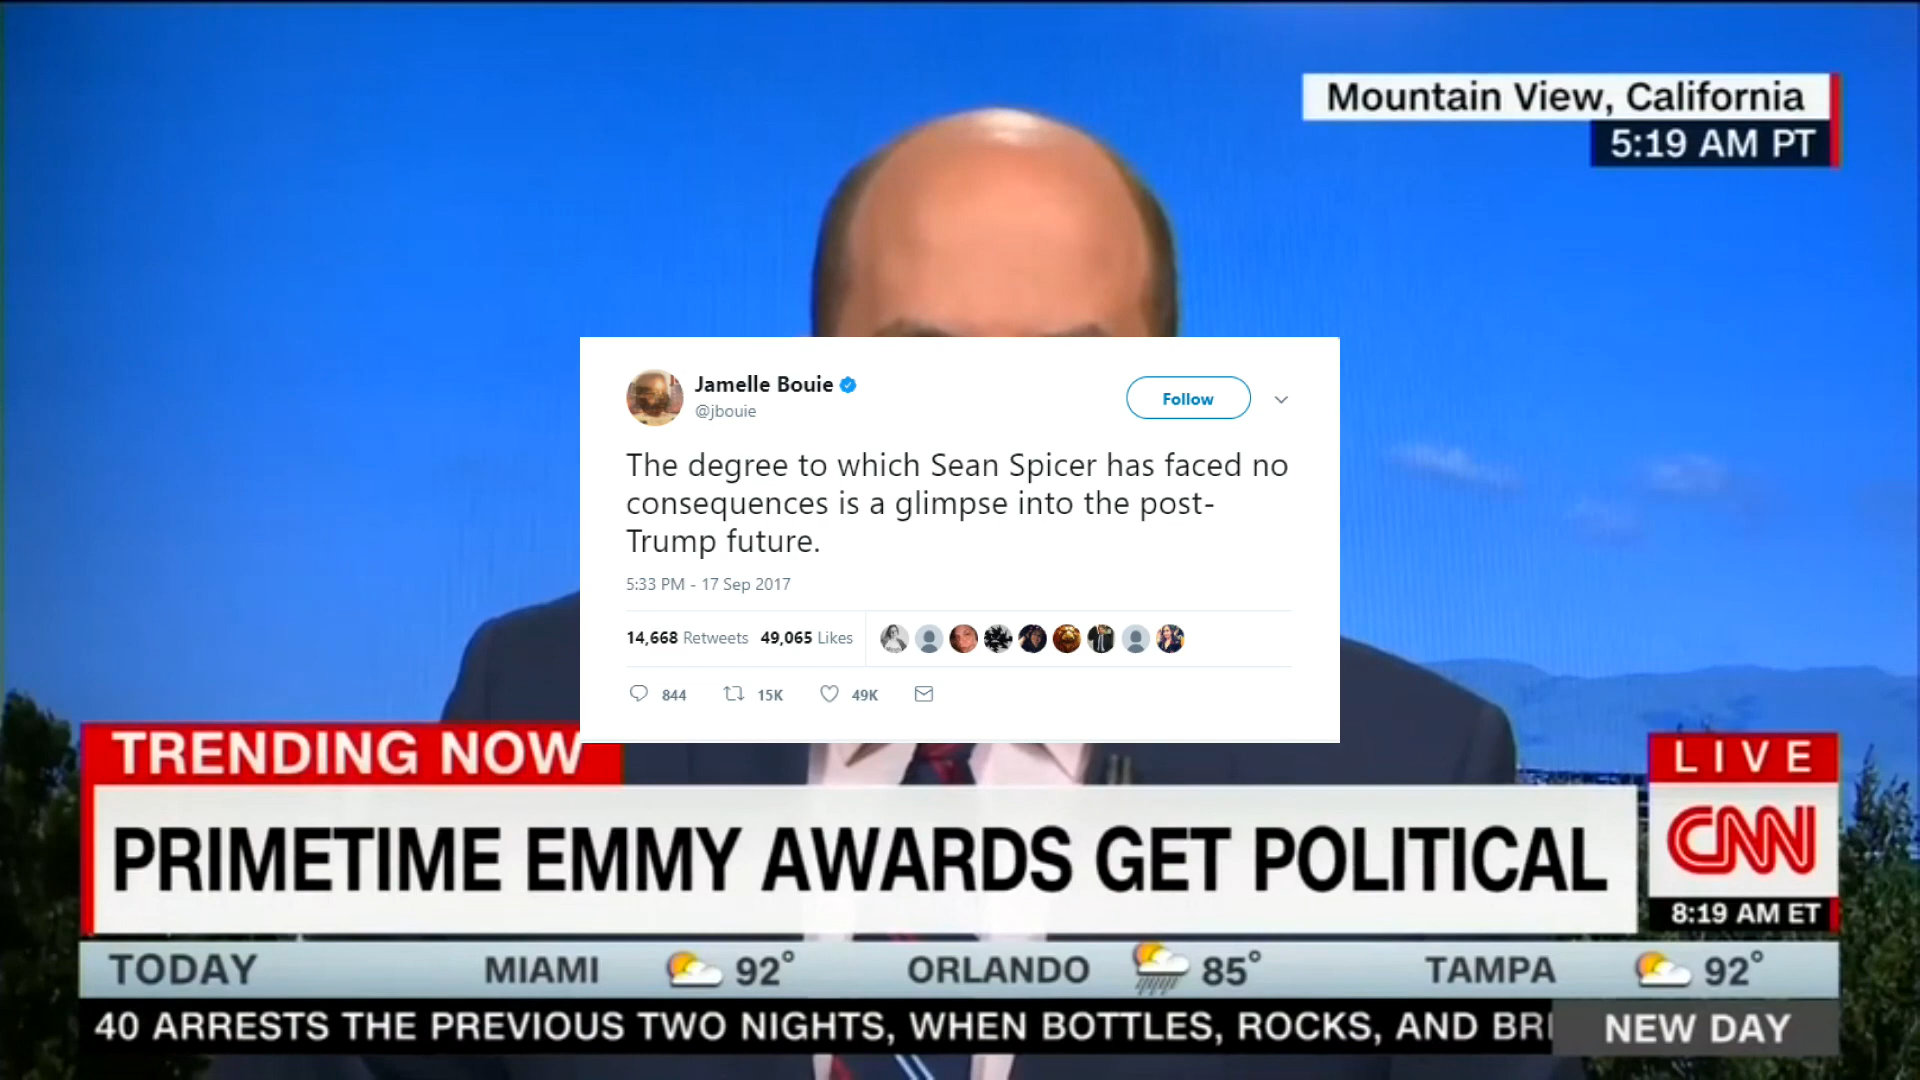 Mountain View, California
5:19 AM PT
Jamelle Bouie
@jbouie
Follow
The degree to which Sean Spicer has faced no
consequences is a glimpse into the post-
Trump future.
5:33 PM - 17 Sep 2017
14,668 Retweets 49,065 Likes
844 15K 49K
TRENDING NOW
PRIMETIME EMMY AWARDS GET POLITICAL
LIVE
CNN
8:19 AM ET
TODAY MIAMI 92° ORLANDO 85° TAMPA 92°
40 ARRESTS THE PREVIOUS TWO NIGHTS, WHEN BOTTLES, ROCKS, AND BRI
NEW DAY